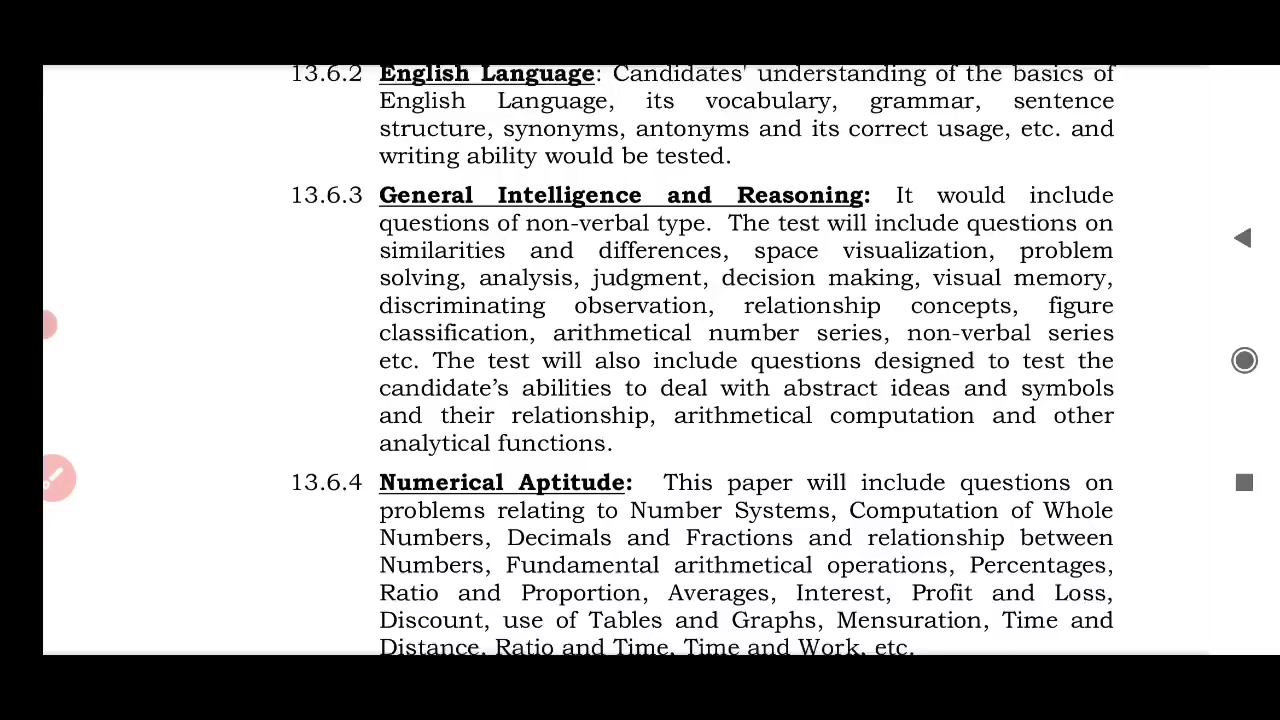 13.6.2 English Language: Candidates' understanding of the basics of
English Language, its vocabulary, grammar, sentence
structure, synonyms, antonyms and its correct usage, etc. and
writing ability would be tested.
13.6.3 General Intelligence and Reasoning: It would include
questions of non-verbal type. The test will include questions on
similarities and differences, space visualization, problem
solving, analysis, judgment, decision making, visual memory,
discriminating observation, relationship concepts, figure
classification, arithmetical number series, non-verbal series
etc. The test will also include questions designed to test the
candidate’s abilities to deal with abstract ideas and symbols
and their relationship, arithmetical computation and other
analytical functions.
13.6.4 Numerical Aptitude: This paper will include questions on
problems relating to Number Systems, Computation of Whole
Numbers, Decimals and Fractions and relationship between
Numbers, Fundamental arithmetical operations, Percentages,
Ratio and Proportion, Averages, Interest, Profit and Loss,
Discount, use of Tables and Graphs, Mensuration, Time and
Distance, Ratio and Time, Time and Work, etc.